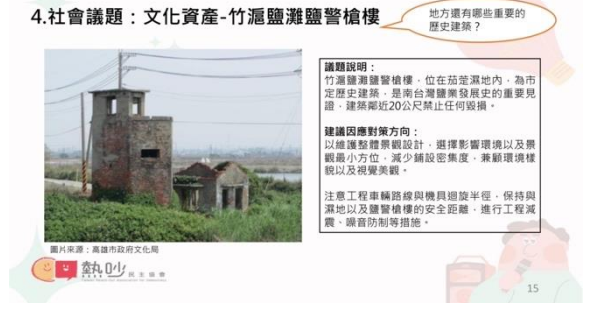 4.社會議題：文化資產-竹滬鹽灘鹽警槍樓
地方還有哪些重要的
歷史建築？
議題說明：
竹滬鹽灘鹽警槍樓，位在茄萣濕地內，為市
定歷史建築，是南台灣鹽業發展史的重要見
證，建築鄰近20公尺禁止任何毀損。
建議因應對策方向：
以維護整體景觀設計，選擇影響環境以及景
觀最小方位，減少鋪設密集度，兼顧環境樣
貌以及視覺美觀。
注意工程車輛路線與機具迴旋半徑，保持與
濕地以及鹽警槍樓的安全距離，進行工程減
震、噪音防制等措施。
圖片來源：高雄市政府文化局
熱吵民主協會
15